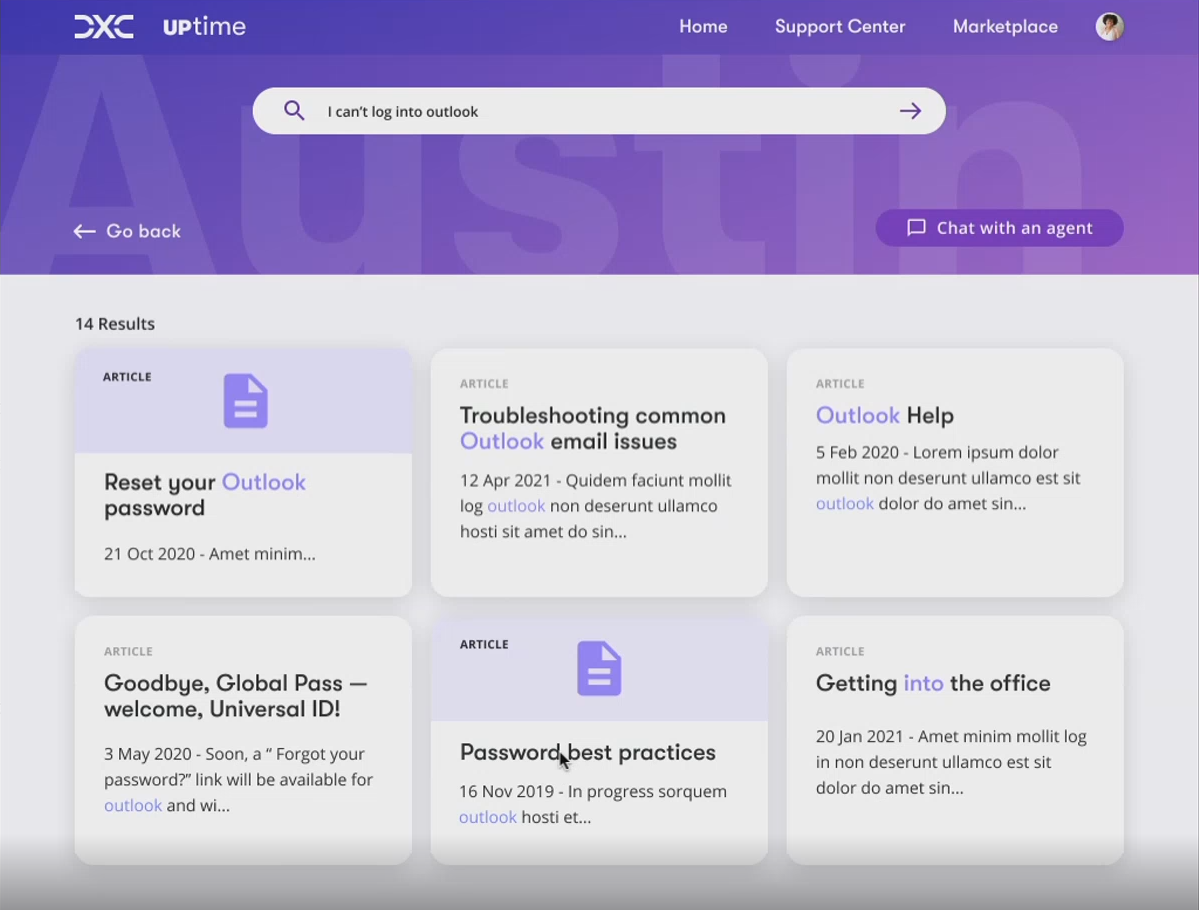 DXC UPtime Home Support Center Marketplace
Austin
I can't log into outlook
Go back
Chat with an agent
14 Results
ARTICLE
Reset your Outlook
password
21 Oct 2020 - Amet minim...
ARTICLE
Troubleshooting common
Outlook email issues
12 Apr 2021 - Quidem faciunt mollit
log outlook non deserunt ullamco
hosti sit amet do sin...
ARTICLE
Outlook Help
5 Feb 2020 - Lorem ipsum dolor
mollit non deserunt ullamco est sit
outlook dolor do amet sin...
ARTICLE
Goodbye, Global Pass —
welcome, Universal ID!
3 May 2020 - Soon, a “ Forgot your
password?” link will be available for
outlook and wi...
ARTICLE
Password best practices
16 Nov 2019 - In progress sorquem
outlook hosti et...
ARTICLE
Getting into the office
20 Jan 2021 - Amet minim mollit log
in non deserunt ullamco est sit
dolor do amet sin...